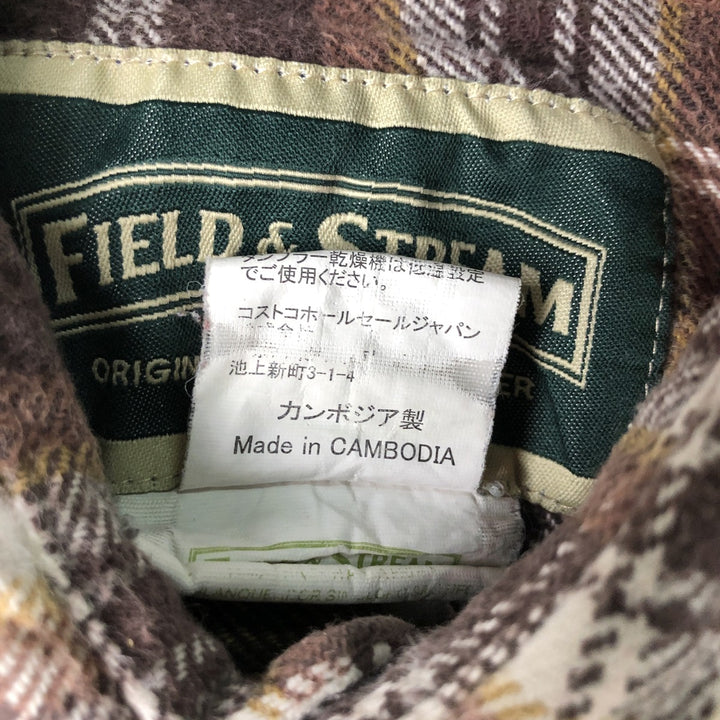 FIELD & STREAM
ORIGIN
ER
タンブラー乾燥機は低温設定
でご使用ください。
コストコホールセールジャパン
池上新町3-1-4
カンボジア製
Made in CAMBODIA
STREAM
FOR